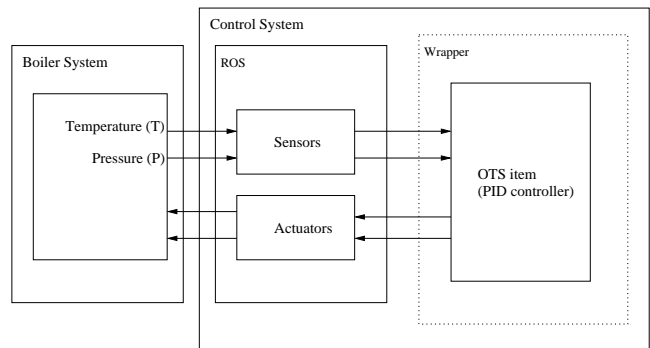 Control System
Boiler System
ROS
Wrapper
Temperature (T)
Pressure (P)
Sensors
OTS item
(PID controller)
Actuators